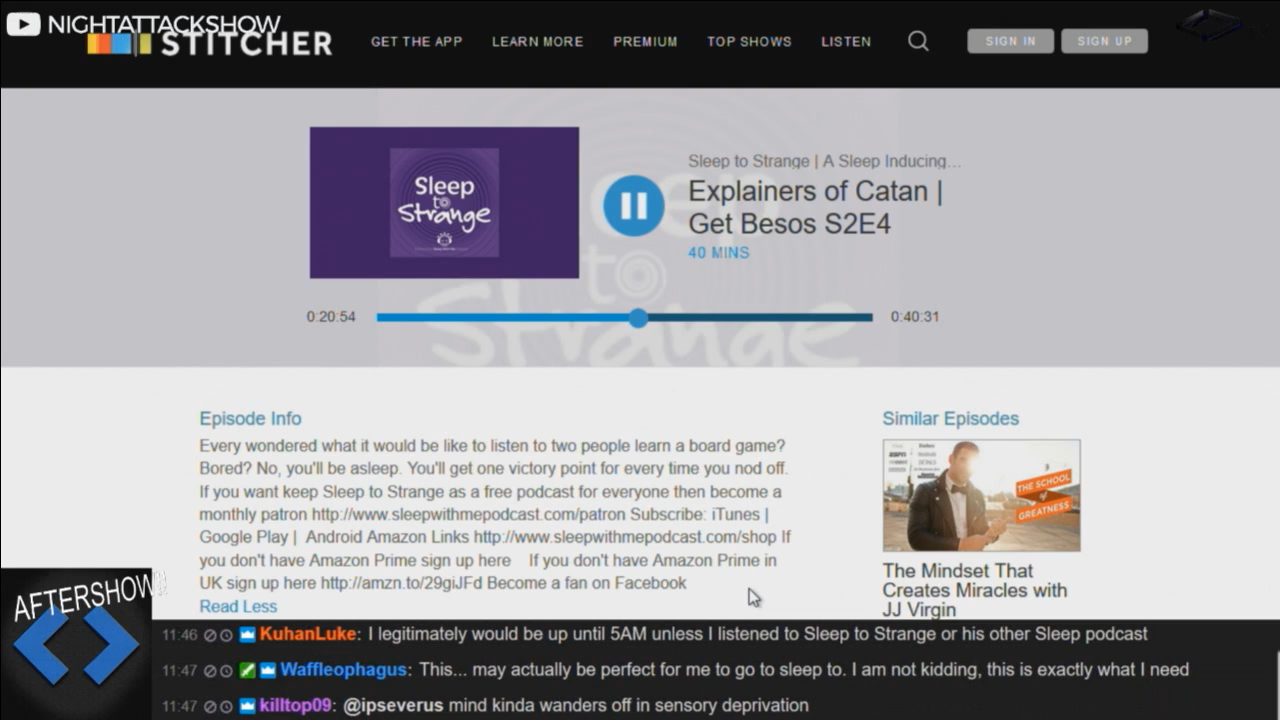 NIGHTATTACKSHOW
STITCHER
GET THE APP LEARN MORE PREMIUM TOP SHOWS LISTEN SIGN IN SIGN UP
Sleep to Strange
Sleep to Strange | A Sleep Inducing…
Explainers of Catan |
Get Besos S2E4
40 MINS
0:20:54 0:40:31
Episode Info
Every wondered what it would be like to listen to two people learn a board game?
Bored? No, you'll be asleep. You'll get one victory point for every time you nod off.
If you want keep Sleep to Strange as a free podcast for everyone then become a
monthly patron http://www.sleepwithmepodcast.com/patron Subscribe: iTunes |
Google Play | Android Amazon Links http://www.sleepwithmepodcast.com/shop If
you don't have Amazon Prime sign up here If you don't have Amazon Prime in
UK sign up here http://amzn.to/29giJFd Become a fan on Facebook
Read Less
Similar Episodes
THE SCHOOL
of
GREATNESS
The Mindset That
Creates Miracles with
JJ Virgin
AFTERSHOW!!
11:46 KuhanLuke: I legitimately would be up until 5AM unless I listened to Sleep to Strange or his other Sleep podcast
11:47 Waffleophagus: This... may actually be perfect for me to go to sleep to. I am not kidding, this is exactly what I need
11:47 killtop09: @ipseverus mind kinda wanders off in sensory deprivation